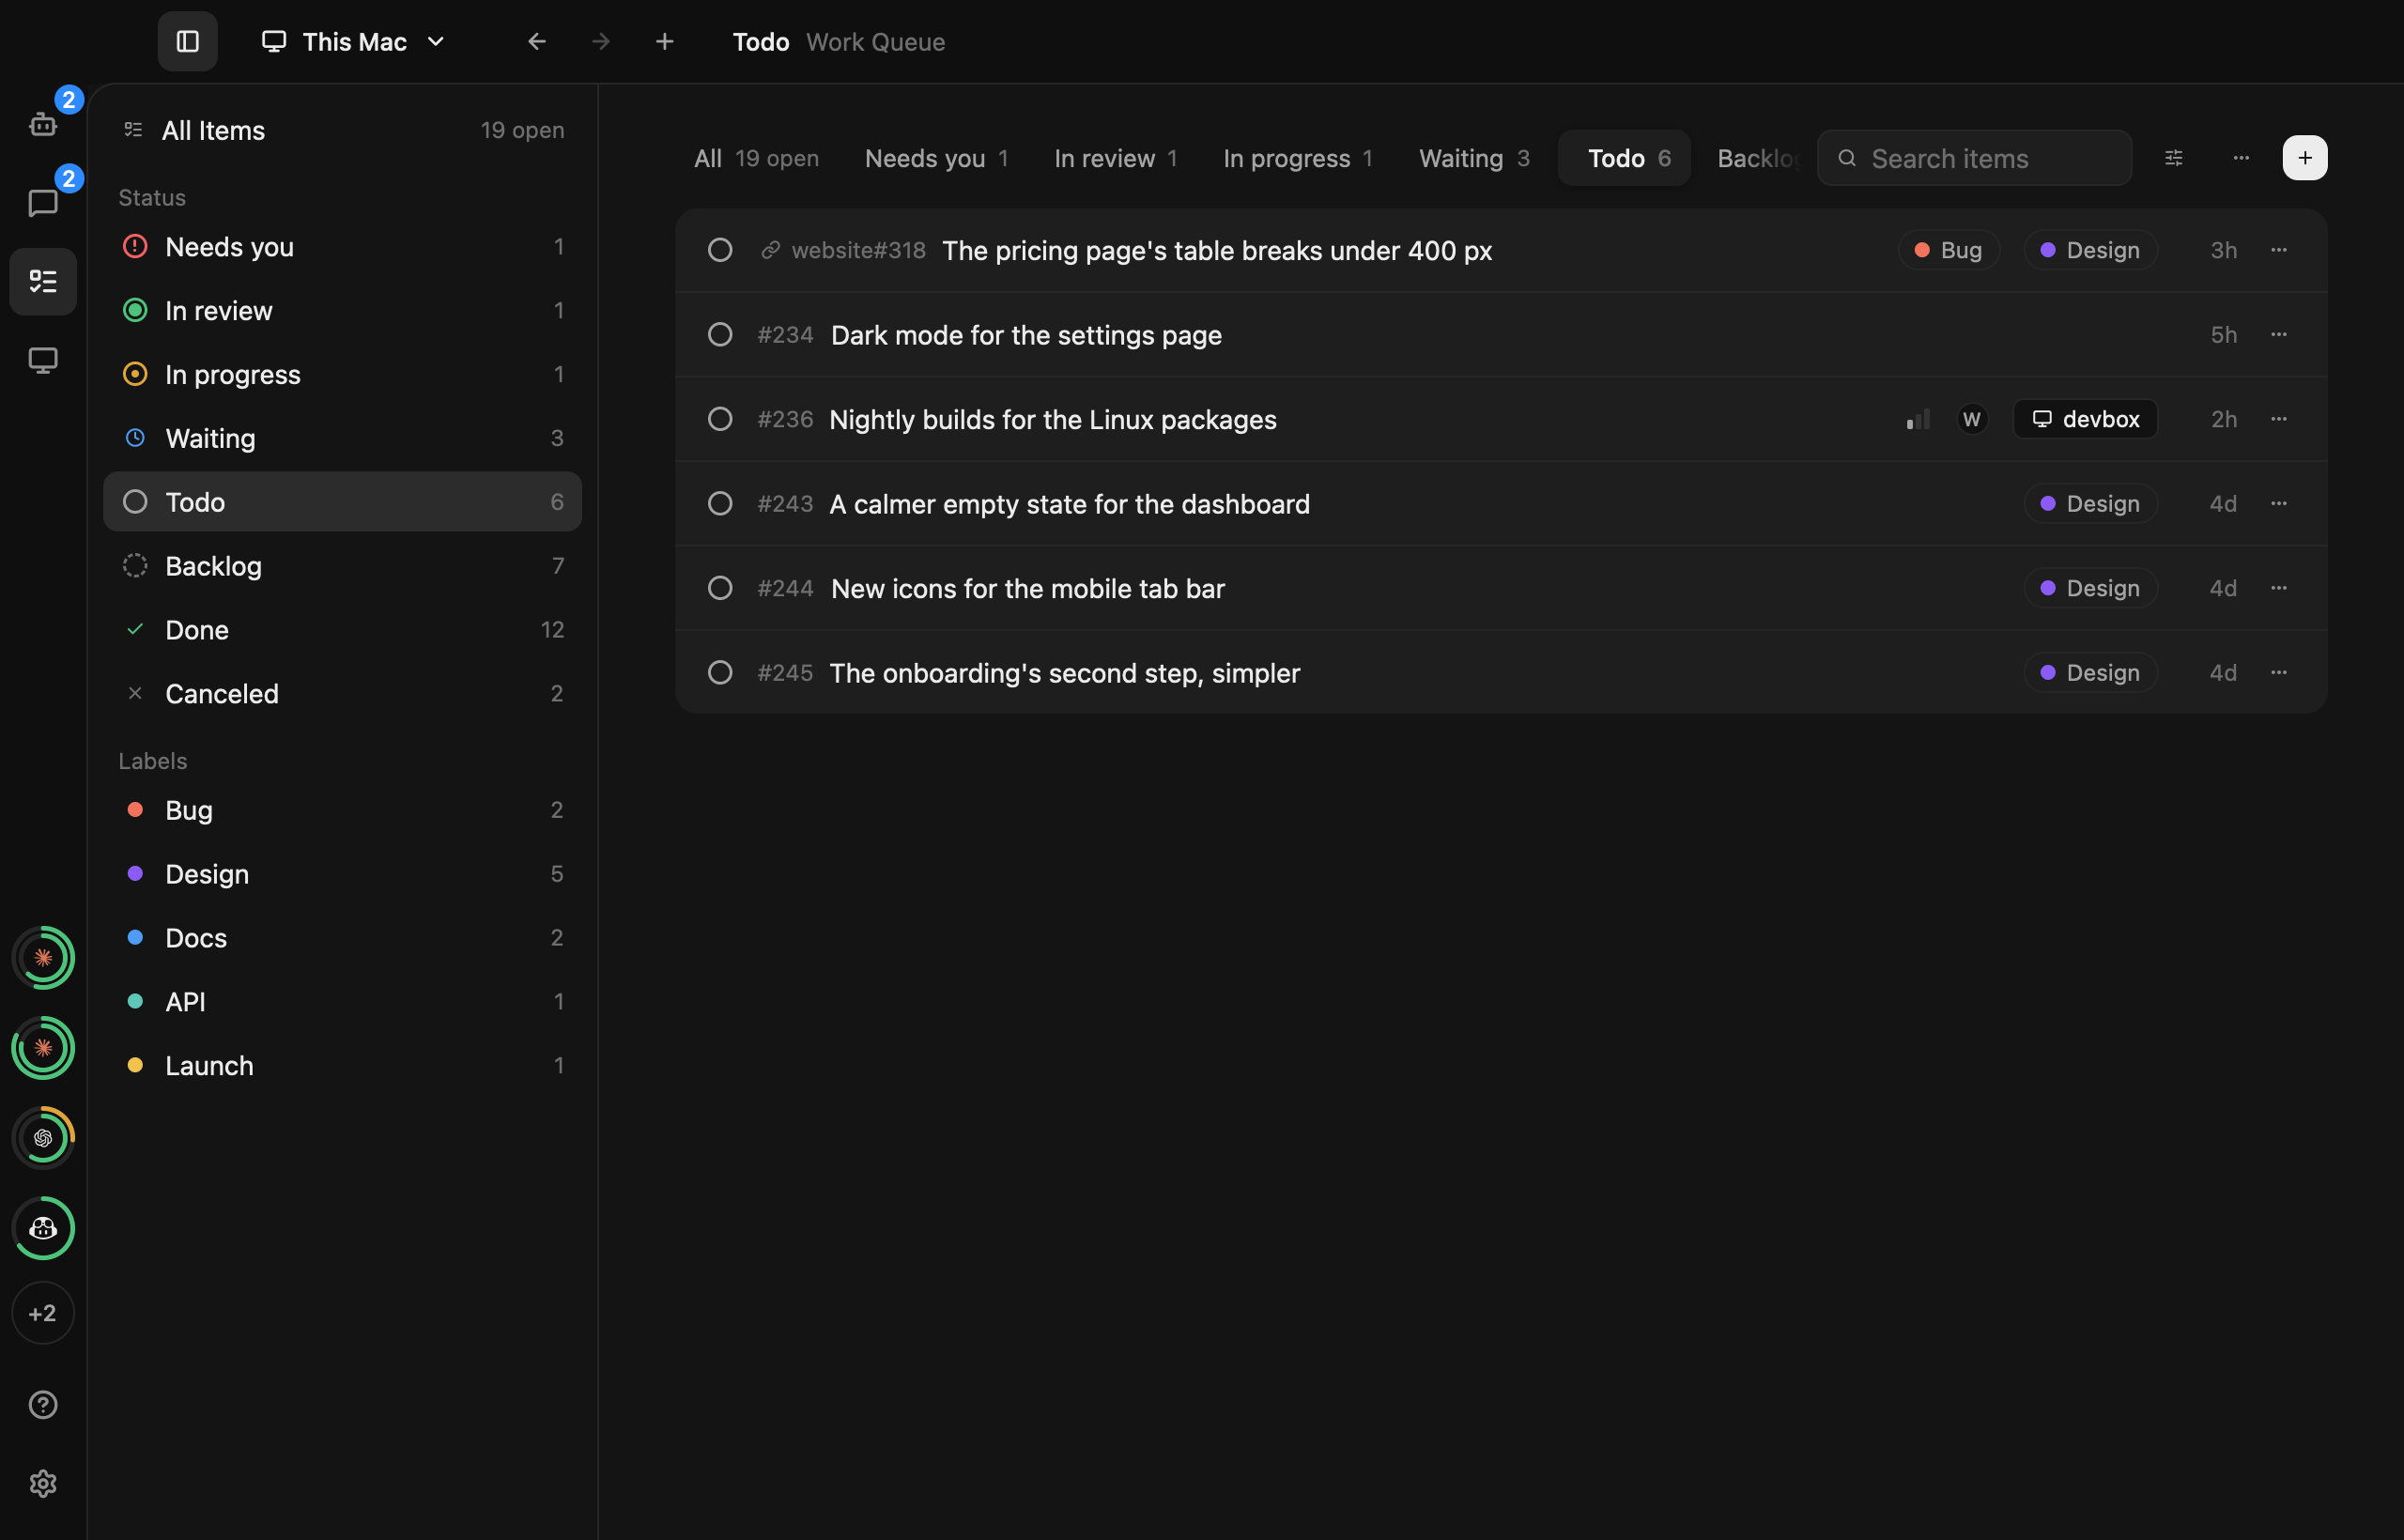 This Mac
Todo Work Queue
2
2
All Items 19 open
Status
Needs you 1
In review 1
In progress 1
Waiting 3
Todo 6
Backlog 7
Done 12
Canceled 2
Labels
Bug 2
Design 5
Docs 2
API 1
Launch 1
+2
All 19 open Needs you 1 In review 1 In progress 1 Waiting 3 Todo 6 Backlog Search items
website#318 The pricing page's table breaks under 400 px Bug Design 3h
#234 Dark mode for the settings page 5h
#236 Nightly builds for the Linux packages W devbox 2h
#243 A calmer empty state for the dashboard Design 4d
#244 New icons for the mobile tab bar Design 4d
#245 The onboarding's second step, simpler Design 4d